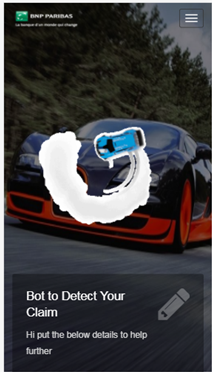 BNP PARIBAS
La banque d'un monde qui change
Bot to Detect Your
Claim
Hi put the below details to help
further